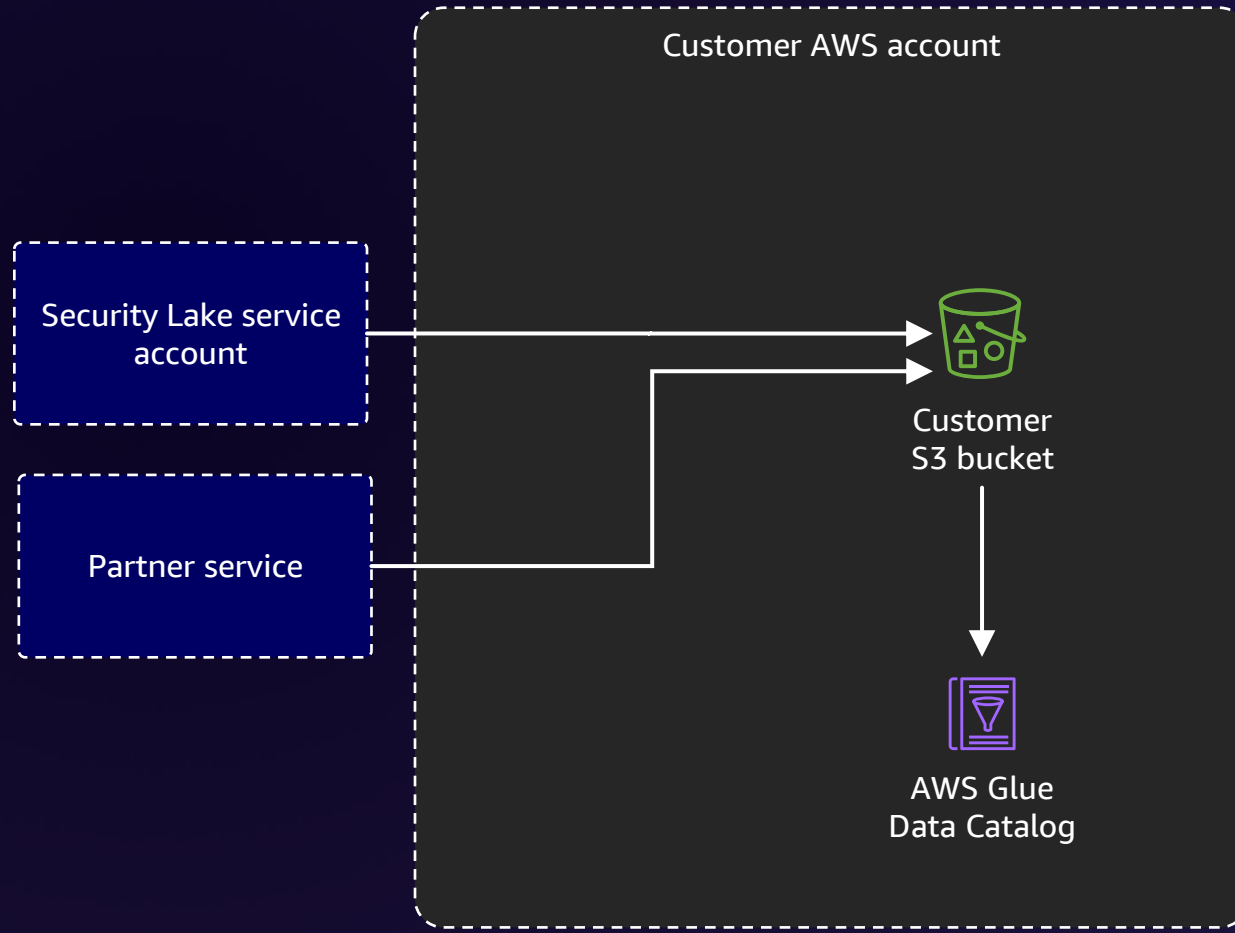 Customer AWS account
Security Lake service
account
Partner service
Customer
S3 bucket
AWS Glue
Data Catalog